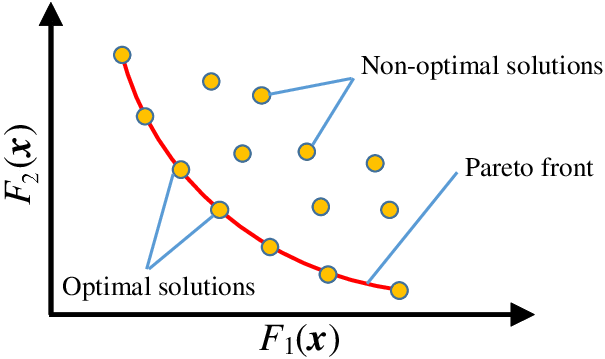 Non-optimal solutions
Pareto front
F₂(x)
Optimal solutions
F₁(x)